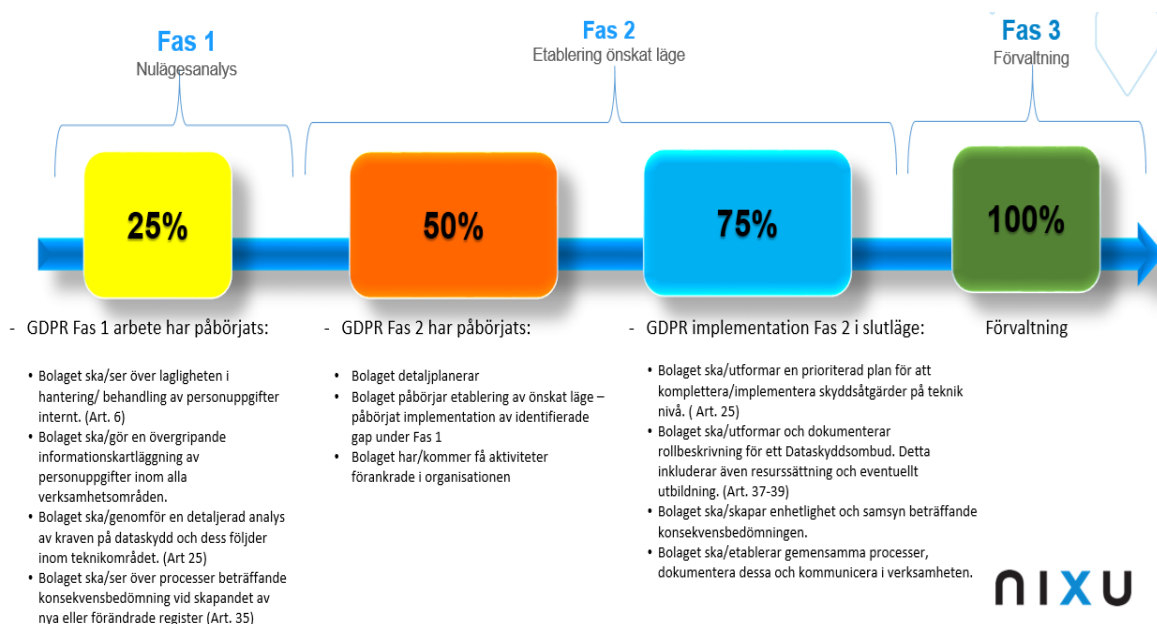 Fas 1
Nulägesanalys
Fas 2
Etablering önskat läge
Fas 3
Förvaltning
25%
50%
75%
100%
- GDPR Fas 1 arbete har påbörjats:
• Bolaget ska/ser över lagligheten i
hantering/ behandling av personuppgifter
internt. (Art. 6)
• Bolaget ska/gör en övergripande
informationskartläggning av
personuppgifter inom alla
verksamhetsområden.
• Bolaget ska/genomför en detaljerad analys
av kraven på dataskydd och dess följder
inom teknikområdet. (Art 25)
• Bolaget ska/ser över processer beträffande
konsekvensbedömning vid skapandet av
nya eller förändrade register (Art. 35)
- GDPR Fas 2 har påbörjats:
• Bolaget detaljplanerar
• Bolaget påbörjar etablering av önskat läge –
påbörjat implementation av identifierade
gap under Fas 1
• Bolaget har/kommer få aktiviteter
förankrade i organisationen
- GDPR implementation Fas 2 i slutläge:
• Bolaget ska/utformar en prioriterad plan för att
komplettera/implementera skyddsåtgärder på teknik
nivå. ( Art. 25)
• Bolaget ska/utformar och dokumenterar
rollbeskrivning för ett Dataskyddsombud. Detta
inkluderar även resurssättning och eventuellt
utbildning. (Art. 37-39)
• Bolaget ska/skapar enhetlighet och samsyn beträffande
konsekvensbedömningen.
• Bolaget ska/etablerar gemensamma processer,
dokumentera dessa och kommunicera i verksamheten.
Förvaltning
nixu